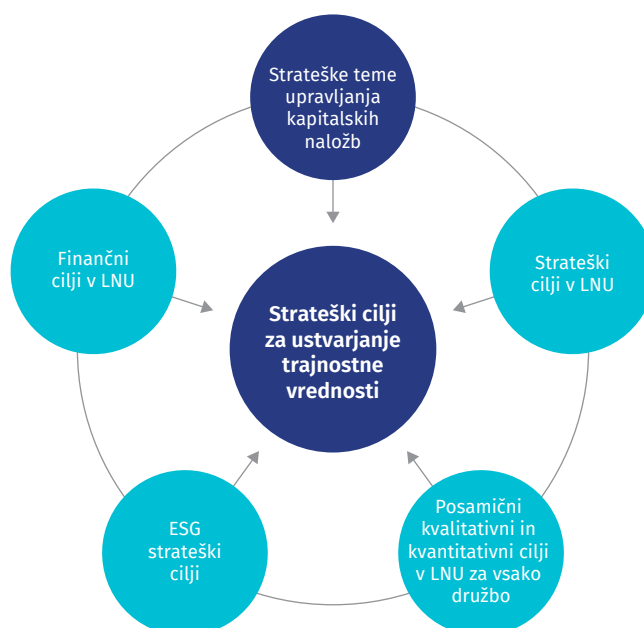 Strateške teme
upravljanja
kapitalskih
naložb
Finančni
cilji v LNU
Strateški
cilji v LNU
Strateški cilji
za ustvarjanje
trajnostne
vrednosti
ESG
strateški
cilji
Posamični
kvalitativni in
kvantitativni cilji
v LNU za vsako
družbo